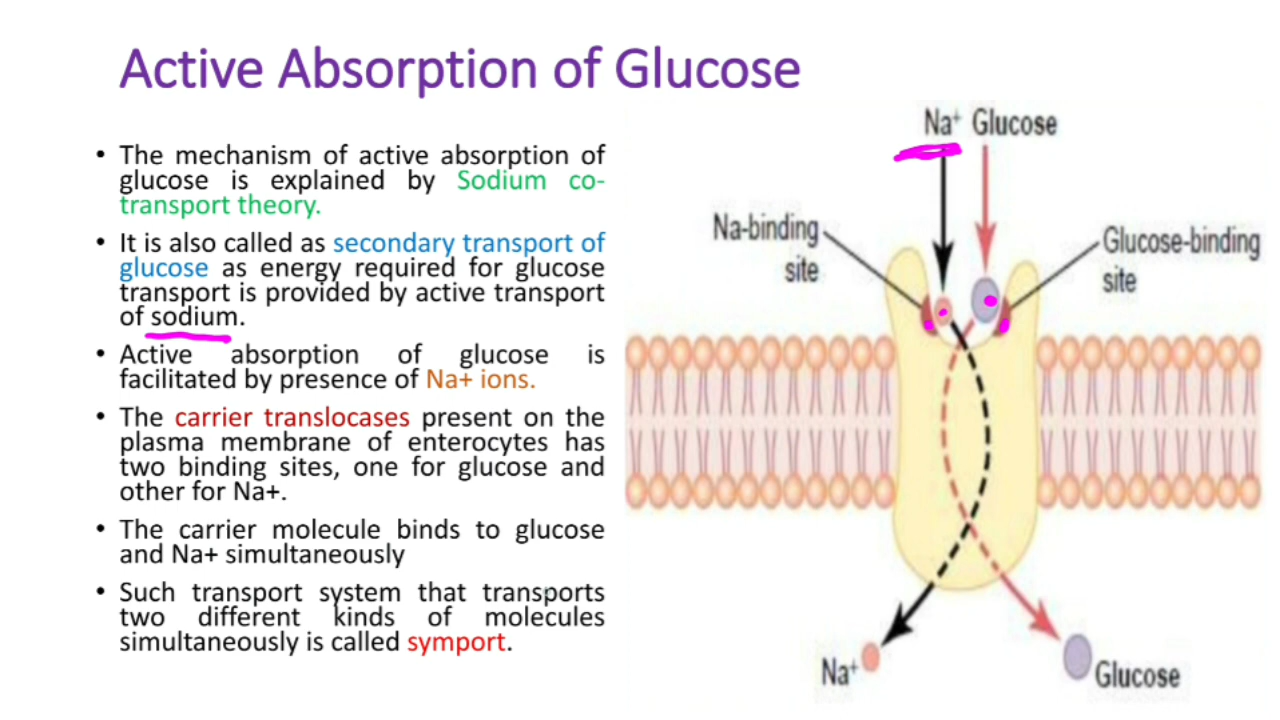 Active Absorption of Glucose
• The mechanism of active absorption of
glucose is explained by Sodium co-
transport theory.
• It is also called as secondary transport of
glucose as energy required for glucose
transport is provided by active transport
of sodium.
• Active absorption of glucose is
facilitated by presence of Na+ ions.
• The carrier translocases present on the
plasma membrane of enterocytes has
two binding sites, one for glucose and
other for Na+.
• The carrier molecule binds to glucose
and Na+ simultaneously
• Such transport system that transports
two different kinds of molecules
simultaneously is called symport.
Na⁺ Glucose
Na-binding
site
Glucose-binding
site
Na⁺
Glucose